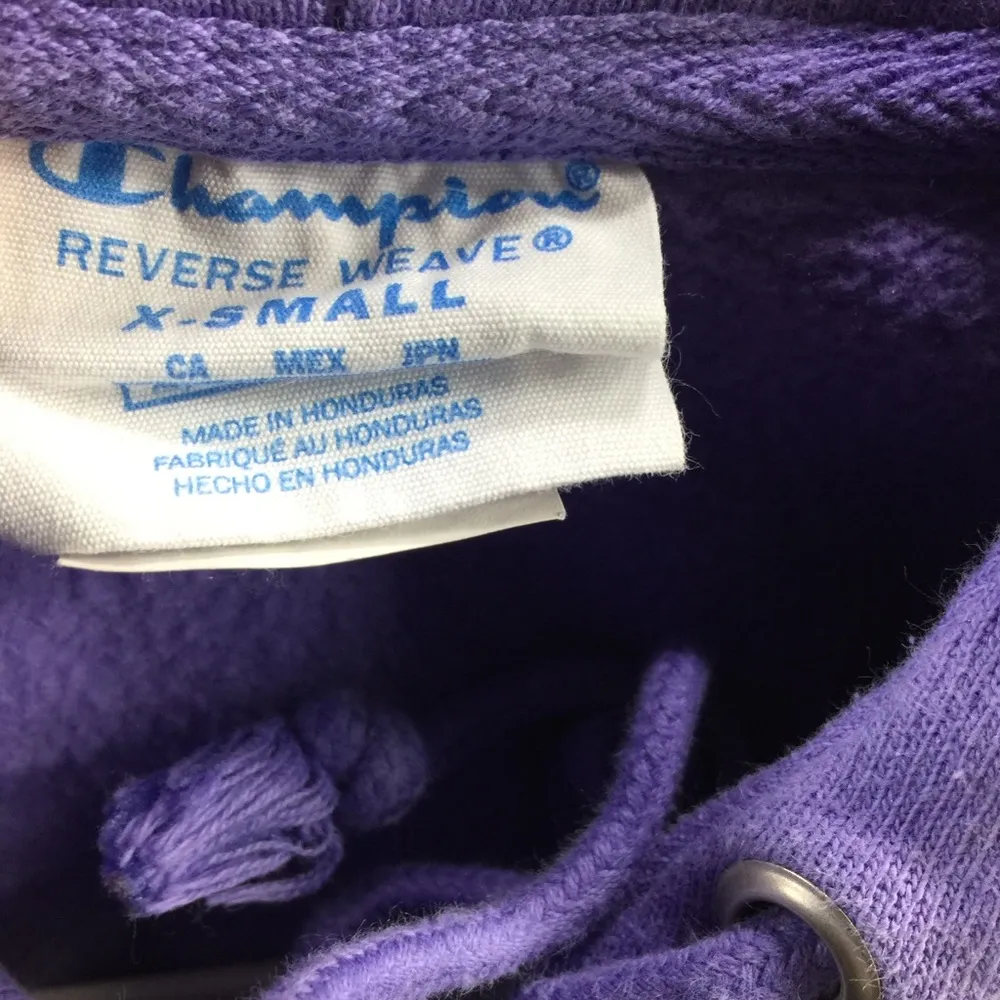 Champion®
REVERSE WEAVE®
X-SMALL
CA MEX JPN
MADE IN HONDURAS
FABRIQUÉ AU HONDURAS
HECHO EN HONDURAS